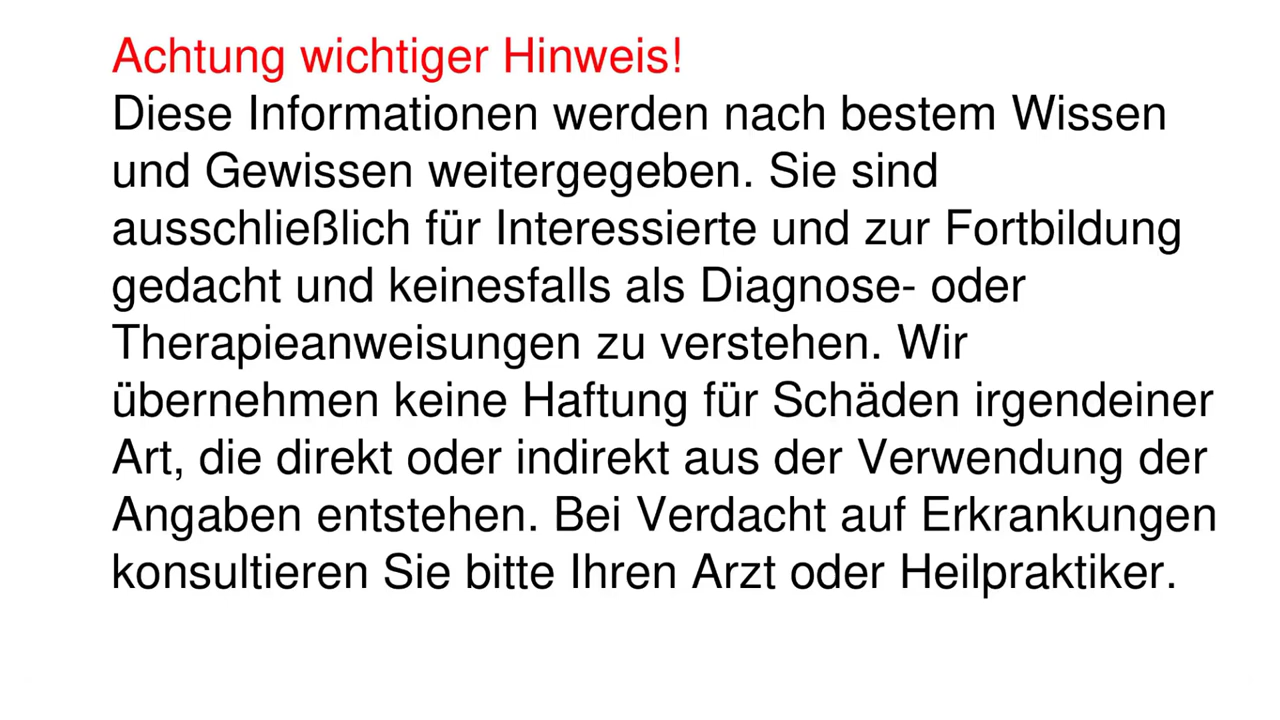 Achtung wichtiger Hinweis!
Diese Informationen werden nach bestem Wissen
und Gewissen weitergegeben. Sie sind
ausschließlich für Interessierte und zur Fortbildung
gedacht und keinesfalls als Diagnose- oder
Therapieanweisungen zu verstehen. Wir
übernehmen keine Haftung für Schäden irgendeiner
Art, die direkt oder indirekt aus der Verwendung der
Angaben entstehen. Bei Verdacht auf Erkrankungen
konsultieren Sie bitte Ihren Arzt oder Heilpraktiker.